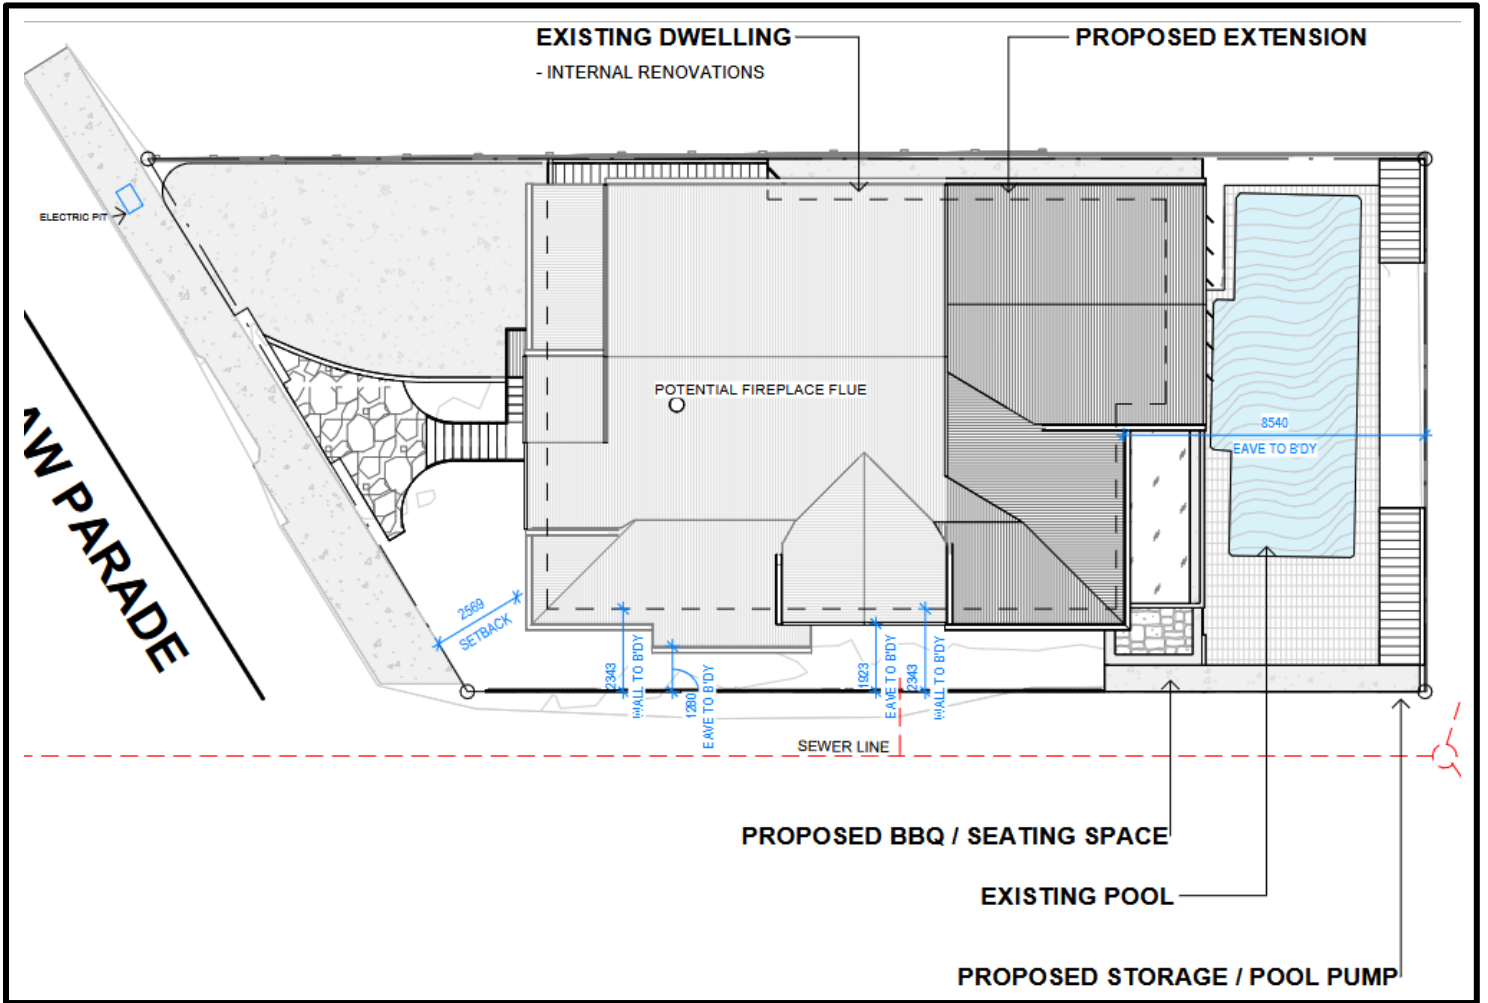 EXISTING DWELLING
- INTERNAL RENOVATIONS
PROPOSED EXTENSION
ELECTRIC PIT
POTENTIAL FIREPLACE FLUE
8540
EAVE TO B'DY
AW PARADE
2569
SETBACK
2343
WALL TO B'DY
1280
EAVE TO B'DY
1923
EAVE TO B'DY
2343
WALL TO B'DY
SEWER LINE
PROPOSED BBQ / SEATING SPACE
EXISTING POOL
PROPOSED STORAGE / POOL PUMP